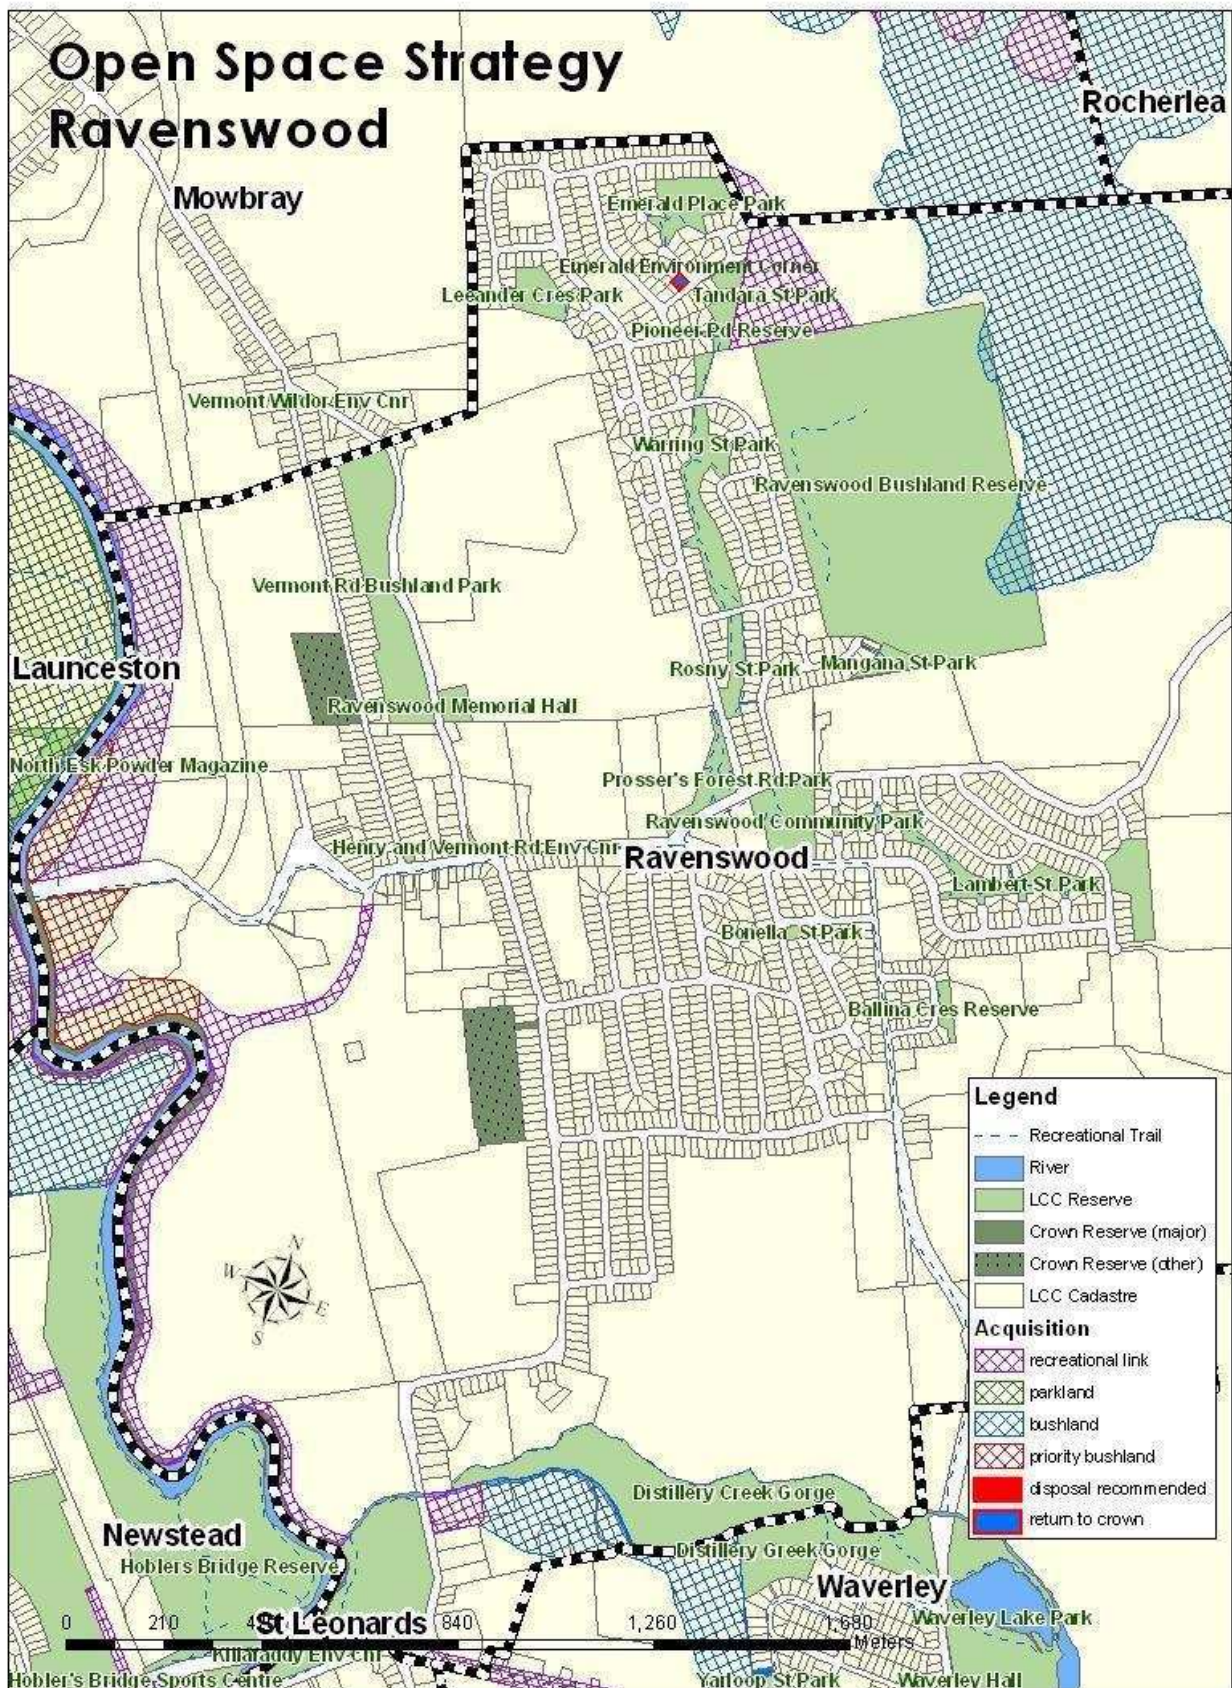 Open Space Strategy
Ravenswood
Rocherlea
Mowbray
Emerald Place Park
Emerald Environment Corner
Leeander Cres Park
Tandara St Park
Pioneer Pd Reserve
Vermont Wildor Env Cnr
Warring St Park
Ravenswood Bushland Reserve
Vermont Rd Bushland Park
Launceston
Rosny St Park
Mangana St Park
Ravenswood Memorial Hall
North Esk Powder Magazine
Prosser's Forest Rd Park
Ravenswood Community Park
Henry and Vermont Rd Env Cnr
Ravenswood
Lambert St Park
Bonella St Park
Ballina Cres Reserve
Legend
Recreational Trail
River
LCC Reserve
Crown Reserve (major)
Crown Reserve (other)
LCC Cadastre
Acquisition
recreational link
parkland
bushland
priority bushland
disposal recommended
return to crown
N
W
E
S
Distillery Creek Gorge
Newstead
Hoblers Bridge Reserve
Distillery Creek Gorge
Waverley
Waverley Lake Park
0 210 840 1,260 1,680
St Leonards
Meters
Killafaddy Env Cnr
Hobler's Bridge Sports Centre
Yarloop St Park
Waverley Hall